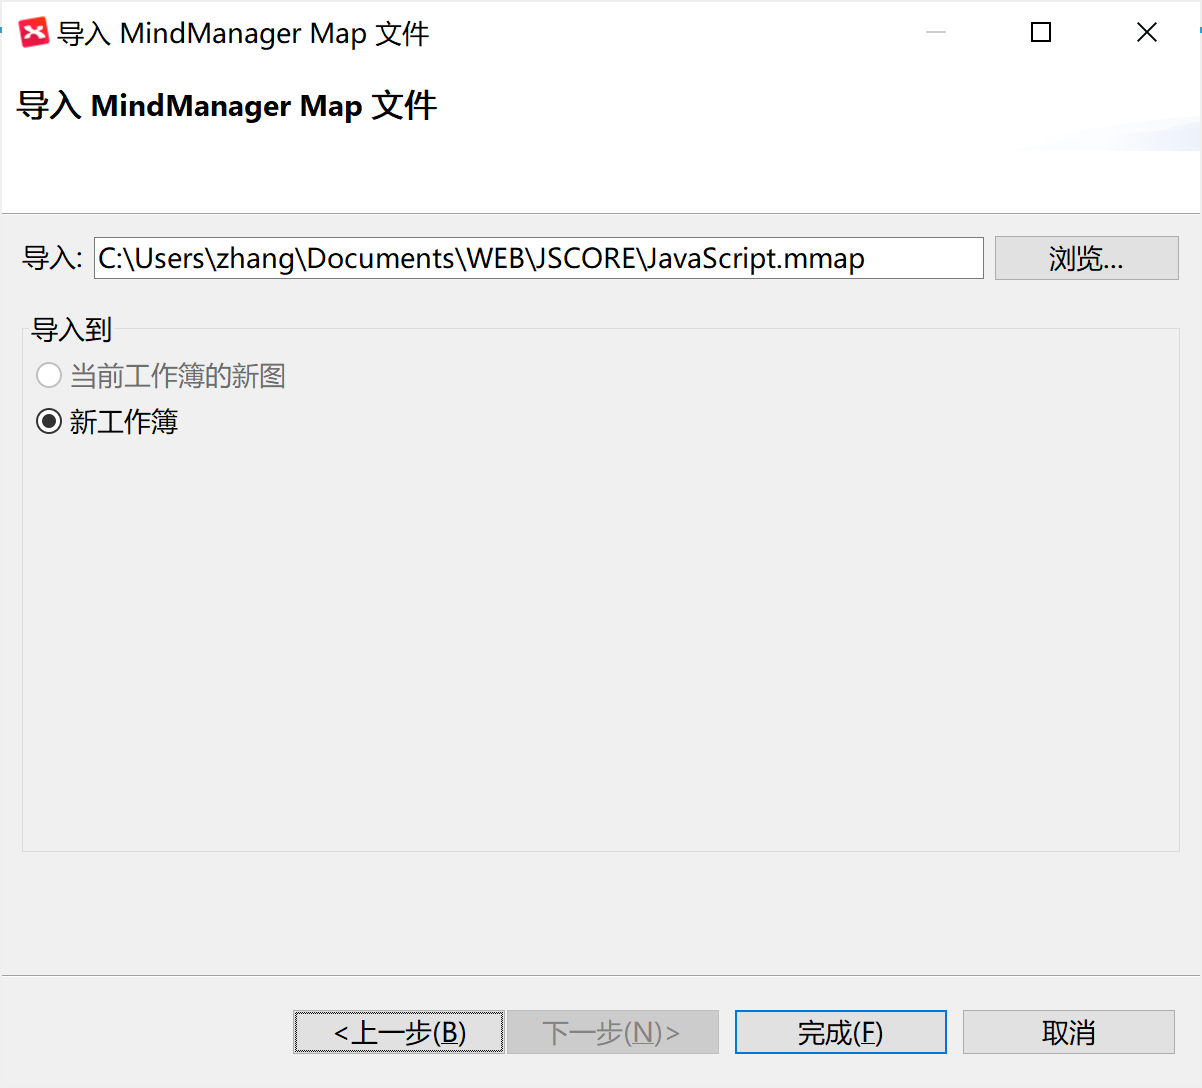 导入 MindManager Map 文件
导入 MindManager Map 文件
导入: C:\Users\zhang\Documents\WEB\JSCORE\JavaScript.mmap 浏览...
导入到
当前工作簿的新图
新工作簿
<上一步(B) 下一步(N)> 完成(F) 取消